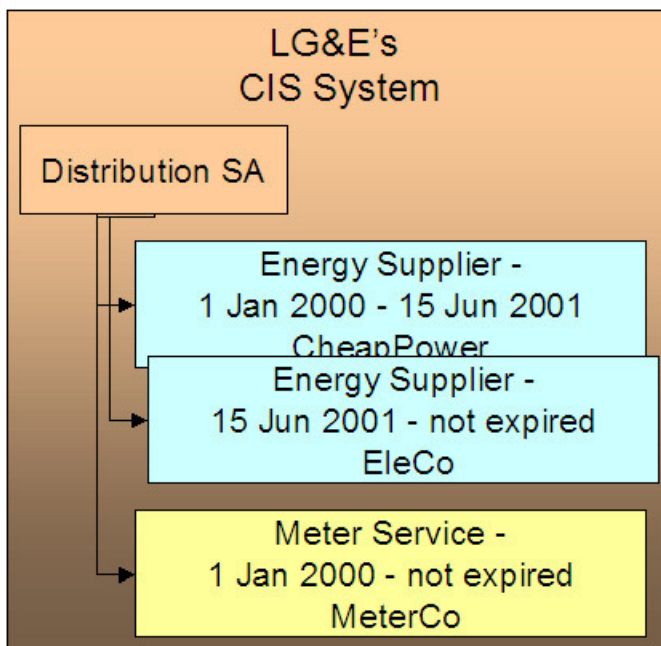 LG&E’s
CIS System
Distribution SA
Energy Supplier -
1 Jan 2000 - 15 Jun 2001
CheapPower
Energy Supplier -
15 Jun 2001 - not expired
EleCo
Meter Service -
1 Jan 2000 - not expired
MeterCo